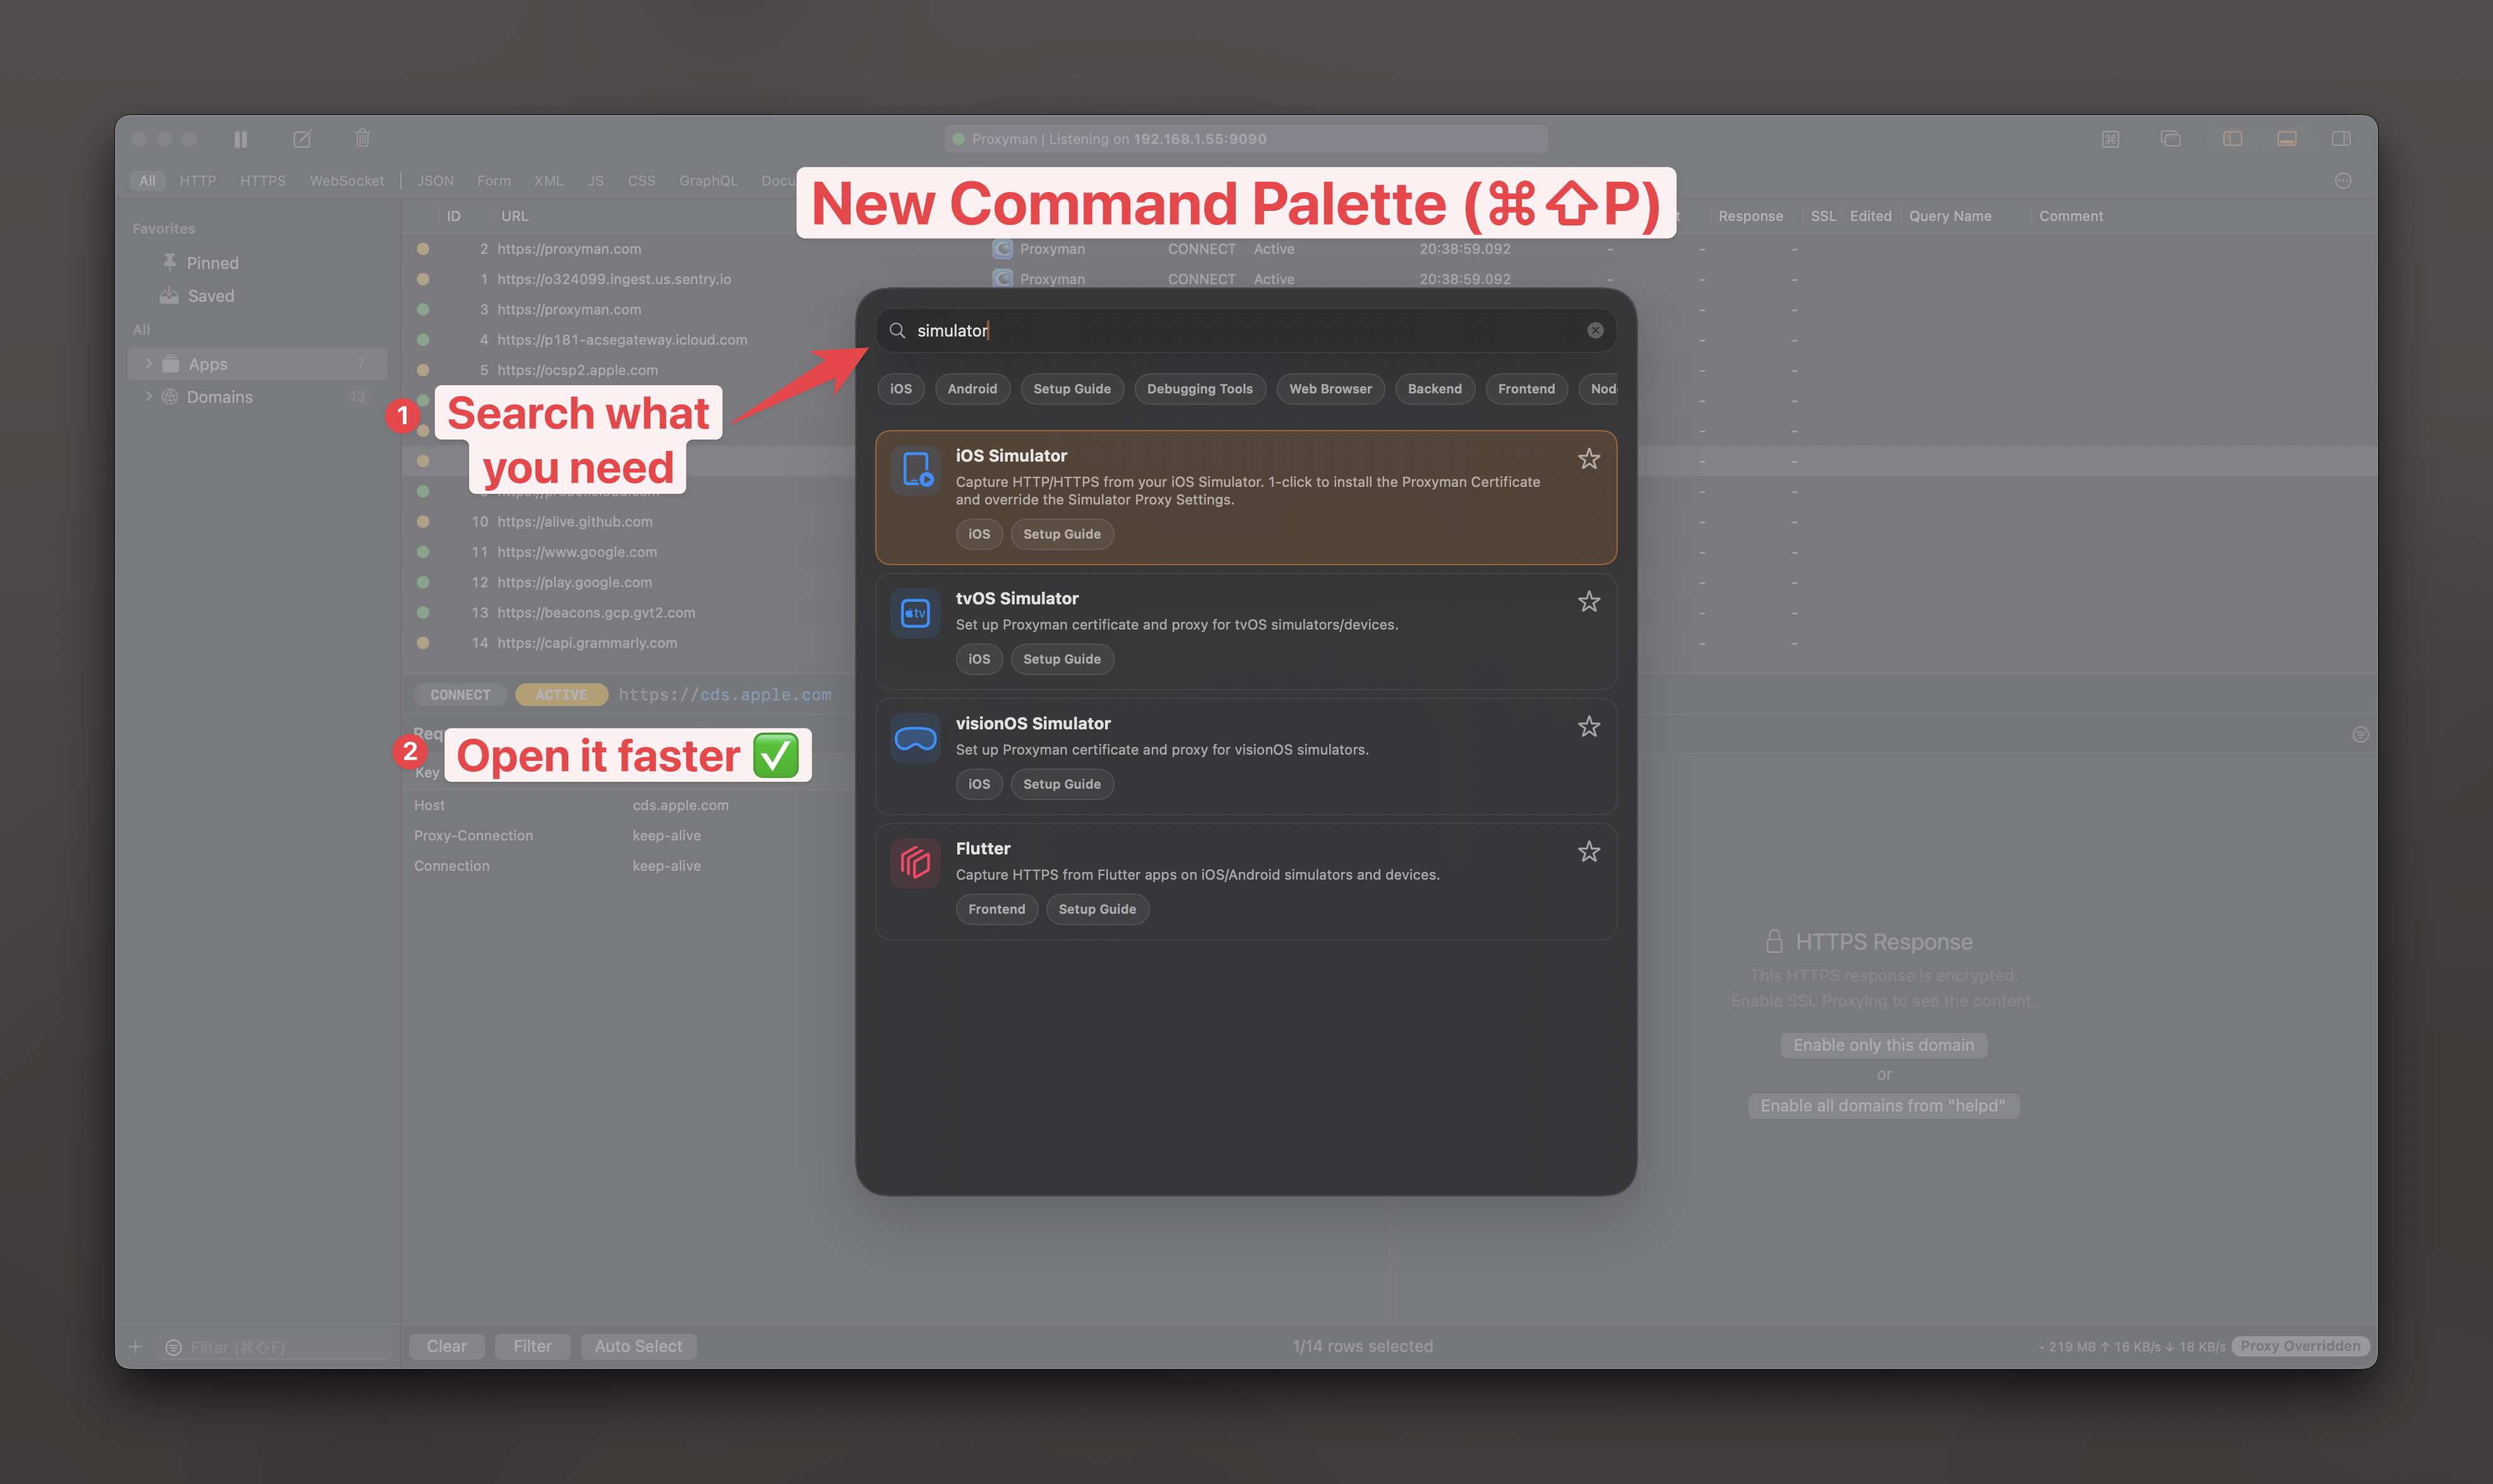 Proxyman | Listening on 192.168.1.55:9090
All HTTP HTTPS WebSocket JSON Form XML JS CSS GraphQL Docu
New Command Palette (⌘⇧P)
Favorites
Pinned
Saved
All
Apps 7
Domains 13
ID URL Response SSL Edited Query Name Comment
2 https://proxyman.com Proxyman CONNECT Active 20:38:59.092 - - -
1 https://o324099.ingest.us.sentry.io Proxyman CONNECT Active 20:38:59.092 - - -
3 https://proxyman.com - -
4 https://p181-acsegateway.icloud.com - -
5 https://ocsp2.apple.com - -
- -
- -
- -
- -
10 https://alive.github.com - -
11 https://www.google.com - -
12 https://play.google.com - -
13 https://beacons.gcp.gvt2.com - -
14 https://capi.grammarly.com - -
1 Search what
you need
simulator
iOS Android Setup Guide Debugging Tools Web Browser Backend Frontend Nod
iOS Simulator
Capture HTTP/HTTPS from your iOS Simulator. 1-click to install the Proxyman Certificate
and override the Simulator Proxy Settings.
iOS Setup Guide
tvOS Simulator
tv
Set up Proxyman certificate and proxy for tvOS simulators/devices.
iOS Setup Guide
visionOS Simulator
Set up Proxyman certificate and proxy for visionOS simulators.
iOS Setup Guide
Flutter
Capture HTTPS from Flutter apps on iOS/Android simulators and devices.
Frontend Setup Guide
CONNECT ACTIVE https://cds.apple.com
Req
2 Open it faster ✅
Key
Host cds.apple.com
Proxy-Connection keep-alive
Connection keep-alive
HTTPS Response
This HTTPS response is encrypted.
Enable SSL Proxying to see the content.
Enable only this domain
or
Enable all domains from "helpd"
+ Filter (⌘⇧F)
Clear Filter Auto Select
1/14 rows selected
• 219 MB ↑ 16 KB/s ↓ 18 KB/s Proxy Overridden